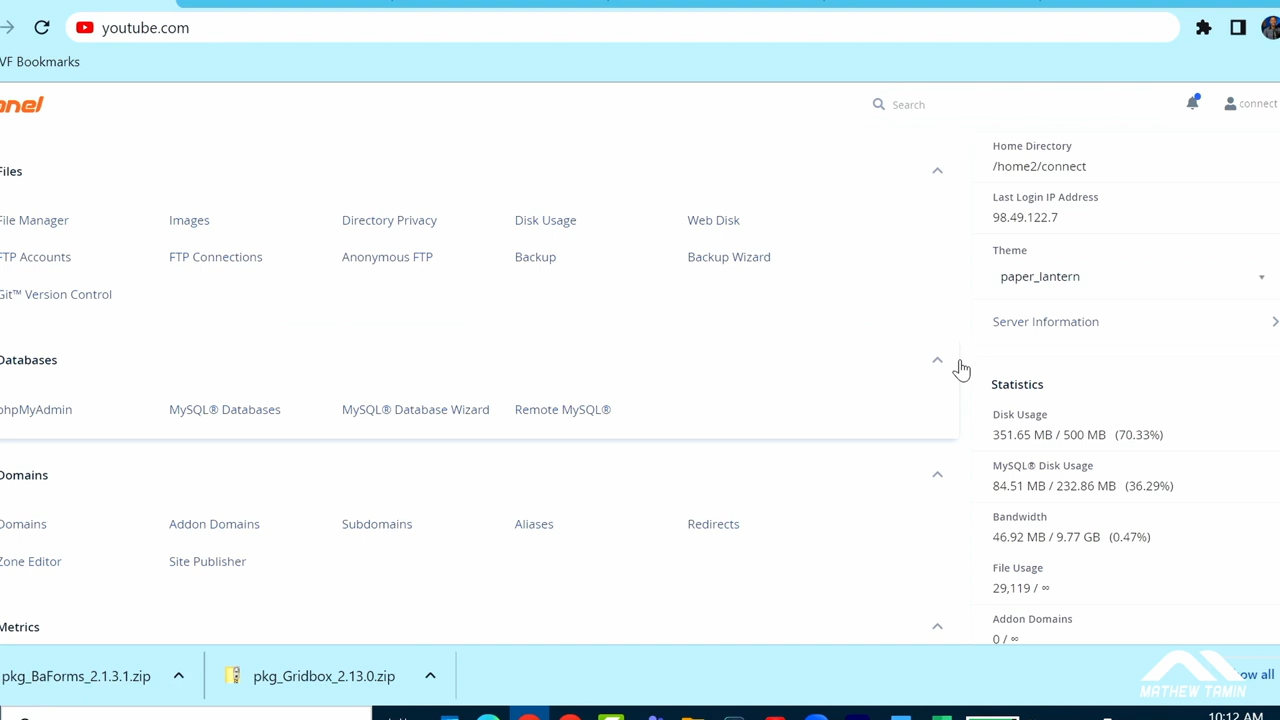 youtube.com
VF Bookmarks
Search
connect
Files
File Manager Images Directory Privacy Disk Usage Web Disk
FTP Accounts FTP Connections Anonymous FTP Backup Backup Wizard
Git™ Version Control
Databases
phpMyAdmin MySQL® Databases MySQL® Database Wizard Remote MySQL®
Domains
Domains Addon Domains Subdomains Aliases Redirects
Zone Editor Site Publisher
Metrics
Home Directory
/home2/connect
Last Login IP Address
98.49.122.7
Theme
paper_lantern
Server Information
Statistics
Disk Usage
351.65 MB / 500 MB (70.33%)
MySQL® Disk Usage
84.51 MB / 232.86 MB (36.29%)
Bandwidth
46.92 MB / 9.77 GB (0.47%)
File Usage
29,119 / ∞
Addon Domains
0 / ∞
pkg_BaForms_2.1.3.1.zip pkg_Gridbox_2.13.0.zip
all
MATHEW TAMIN
10:12 AM